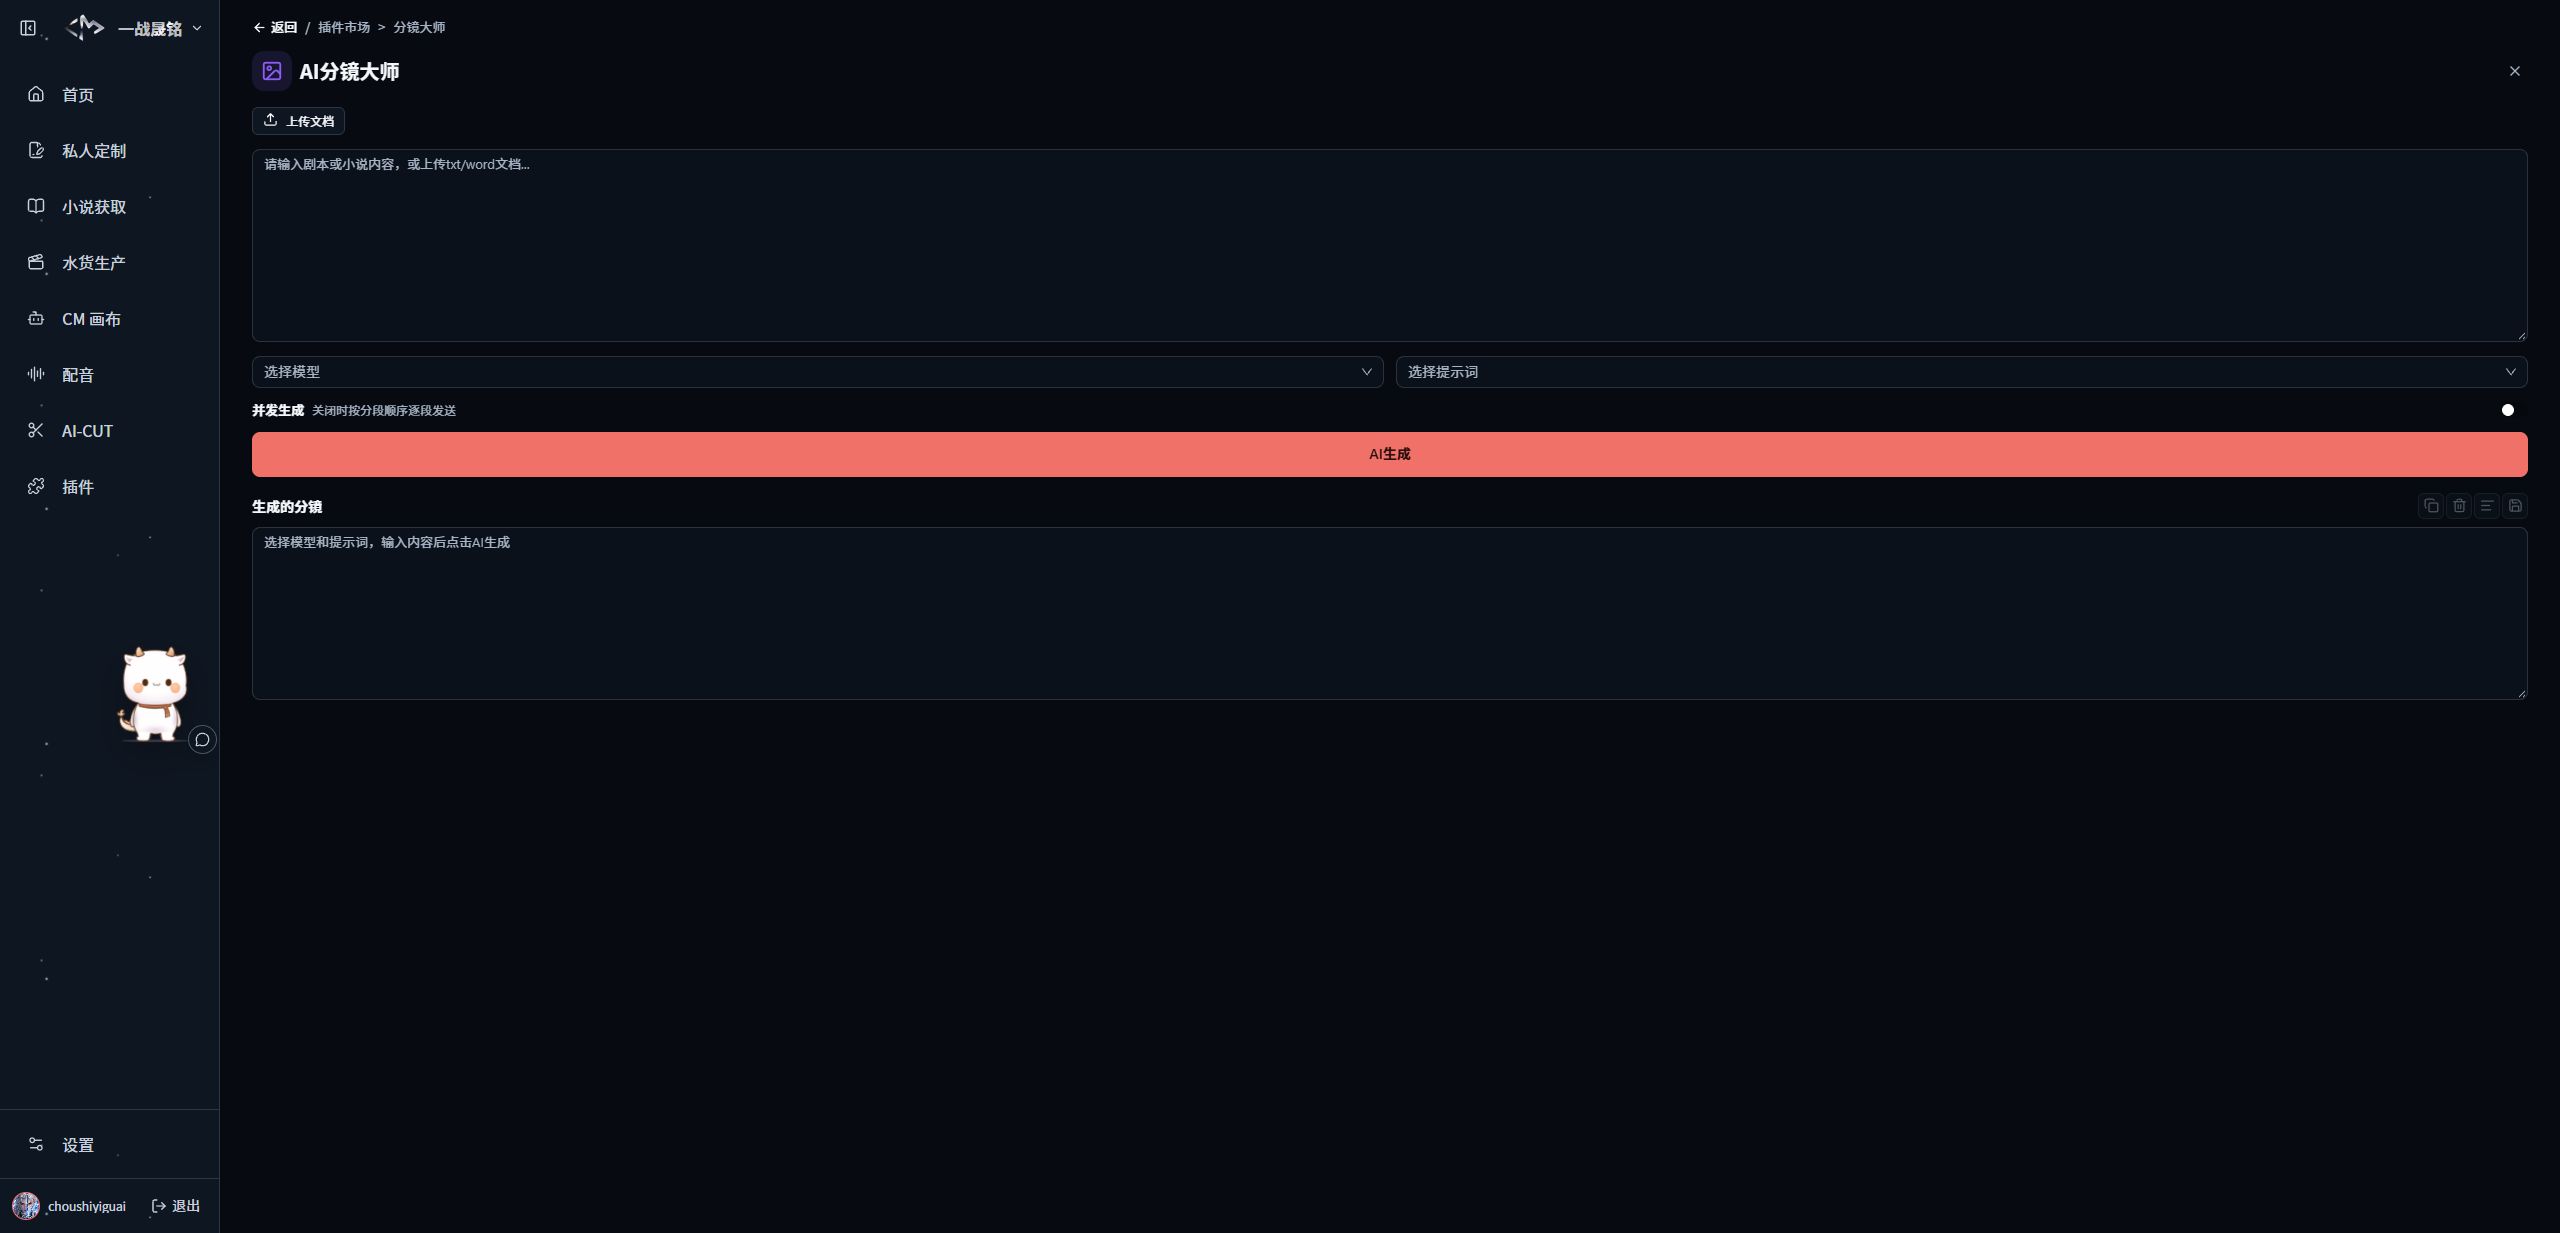 一战晟铭
首页
私人定制
小说获取
水货生产
CM 画布
配音
AI-CUT
插件
设置
choushiyiguai
退出
返回 / 插件市场 > 分镜大师
AI分镜大师
上传文档
请输入剧本或小说内容，或上传txt/word文档...
选择模型
选择提示词
并发生成 关闭时按分段顺序逐段发送
AI生成
生成的分镜
选择模型和提示词，输入内容后点击AI生成